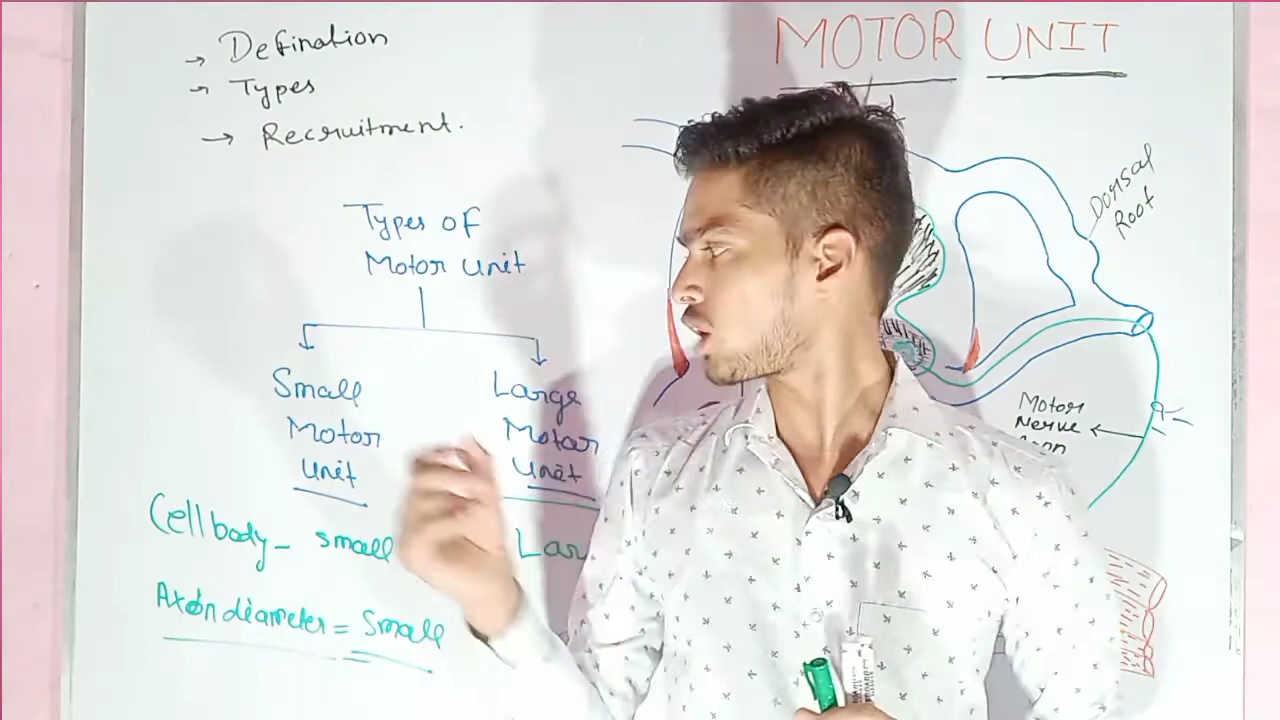 MOTOR UNIT
→ Defination
→ Types
→ Recruitment.
Types of
Motor Unit
Small
Motor
Unit
Large
Motor
Unit
Cell body - small
Axon diameter = Small
Dorsal
Root
Motor
Nerve